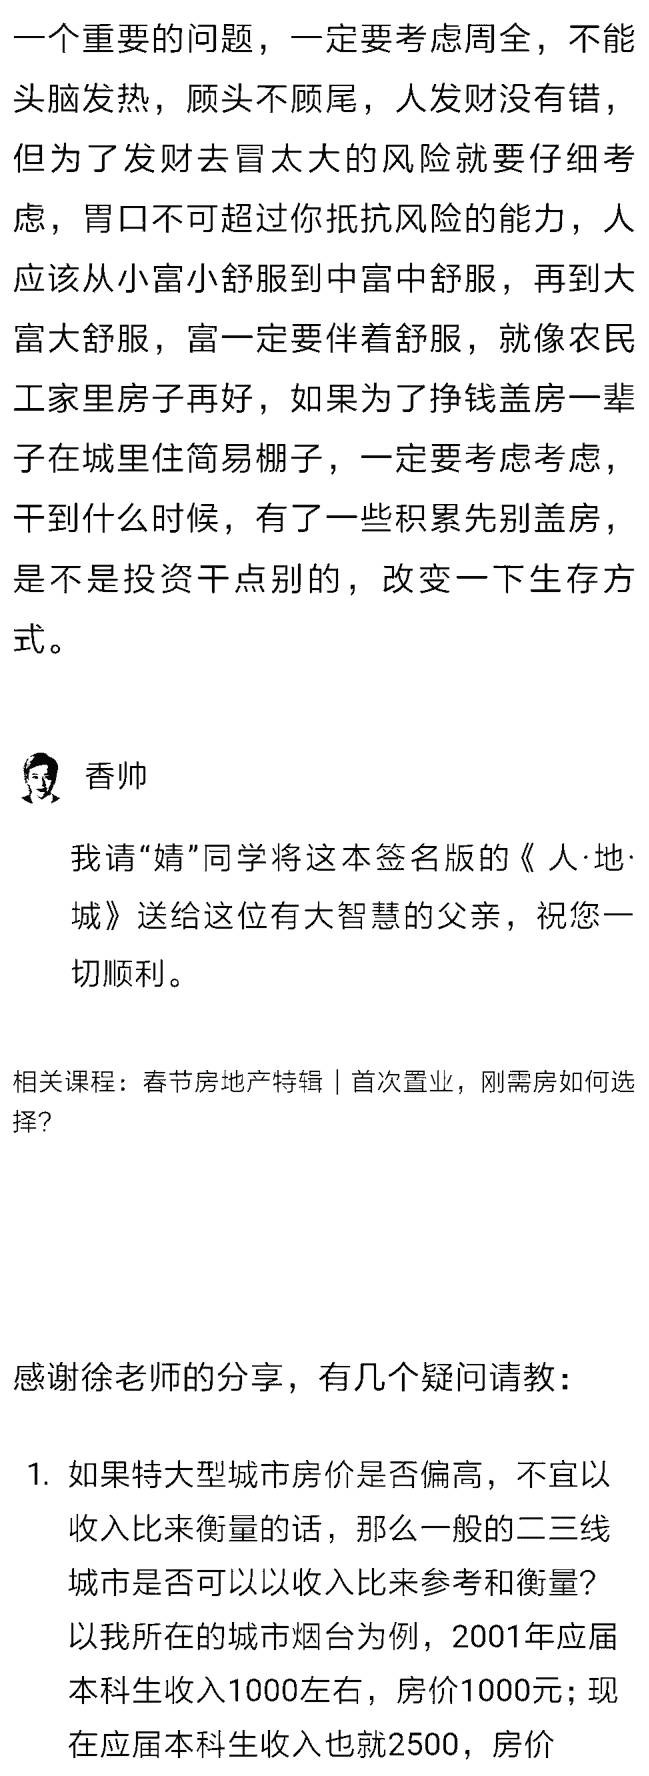 一个重要的问题，一定要考虑周全，不能
头脑发热，顾头不顾尾，人发财没有错，
但为了发财去冒太大的风险就要仔细考
虑，胃口不可超过你抵抗风险的能力，人
应该从小富小舒服到中富中舒服，再到大
富大舒服，富一定要伴着舒服，就像农民
工家里房子再好，如果为了挣钱盖房一辈
子在城里住简易棚子，一定要考虑考虑，
干到什么时候，有了一些积累先别盖房，
是不是投资干点别的，改变一下生存方
式。
香帅
我请“婧”同学将这本签名版的《 人·地·
城》送给这位有大智慧的父亲，祝您一
切顺利。
相关课程：春节房地产特辑｜首次置业，刚需房如何选
择？
感谢徐老师的分享，有几个疑问请教：
1. 如果特大型城市房价是否偏高，不宜以
收入比来衡量的话，那么一般的二三线
城市是否可以以收入比来参考和衡量？
以我所在的城市烟台为例，2001年应届
本科生收入1000左右，房价1000元；现
在应届本科生收入也就2500，房价